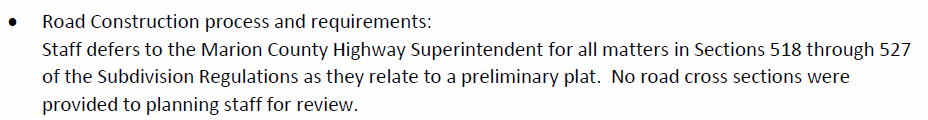 • Road Construction process and requirements:
Staff defers to the Marion County Highway Superintendent for all matters in Sections 518 through 527
of the Subdivision Regulations as they relate to a preliminary plat.  No road cross sections were
provided to planning staff for review.